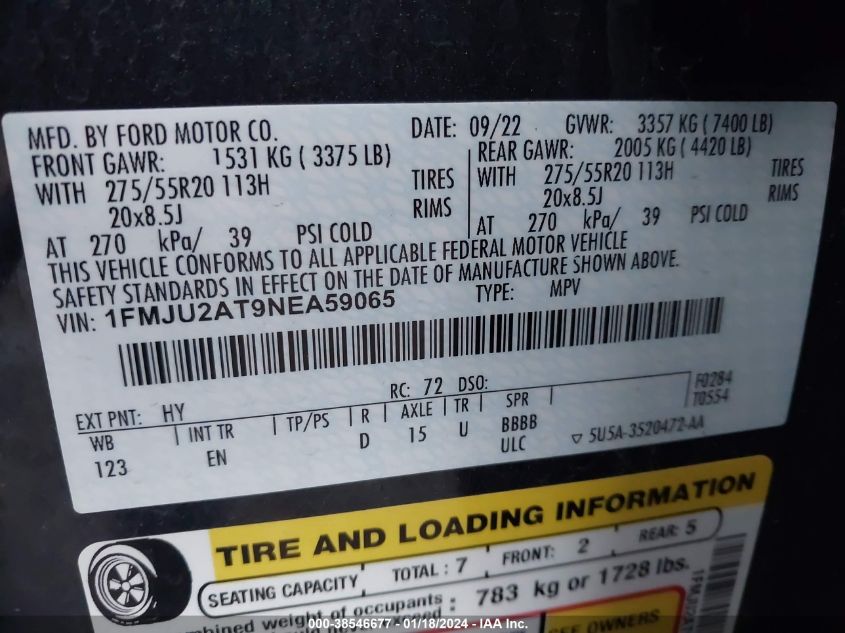 MFD. BY FORD MOTOR CO. DATE: 09/22 GVWR: 3357 KG ( 7400 LB)
FRONT GAWR: 1531 KG ( 3375 LB) REAR GAWR: 2005 KG ( 4420 LB)
WITH 275/55R20 113H TIRES WITH 275/55R20 113H TIRES
20x8.5J RIMS 20x8.5J RIMS
AT 270 kPa/ 39 PSI COLD AT 270 kPa/ 39 PSI COLD
THIS VEHICLE CONFORMS TO ALL APPLICABLE FEDERAL MOTOR VEHICLE
SAFETY STANDARDS IN EFFECT ON THE DATE OF MANUFACTURE SHOWN ABOVE.
VIN: 1FMJU2AT9NEA59065 TYPE: MPV
F0284
RC: 72 DSO: T0554
EXT PNT: HY
WB INT TR TP/PS R AXLE TR SPR
123 EN D 15 U BBBB
ULC ▽ 5U5A-3520472-AA
TIRE AND LOADING INFORMATION
SEATING CAPACITY TOTAL : 7 FRONT: 2 REAR: 5
combined weight of occupants : 783 kg or 1728 lbs.
SEE OWNERS
000-38546677 - 01/18/2024 - IAA Inc.